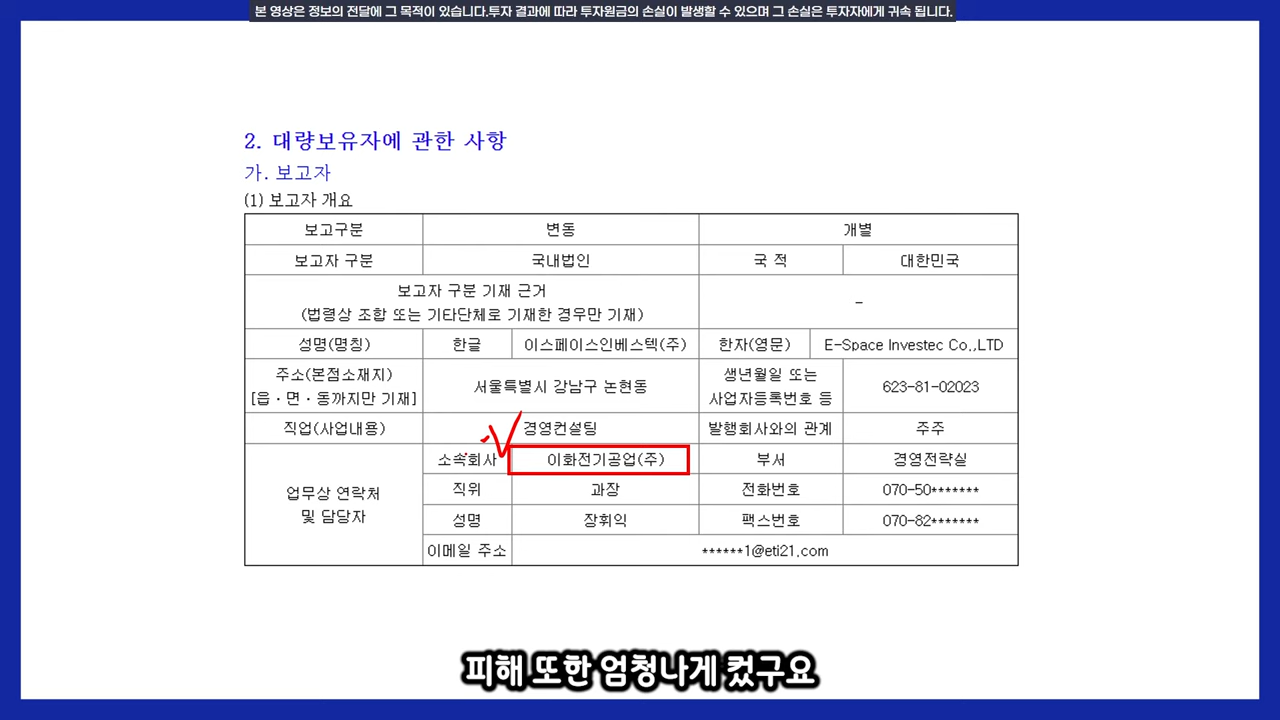 본 영상은 정보의 전달에 그 목적이 있습니다.투자 결과에 따라 투자원금의 손실이 발생할 수 있으며 그 손실은 투자자에게 귀속 됩니다.
2. 대량보유자에 관한 사항
가. 보고자
(1) 보고자 개요
보고구분 변동 개별
보고자 구분 국내법인 국 적 대한민국
보고자 구분 기재 근거
(법령상 조합 또는 기타단체로 기재한 경우만 기재) -
성명(명칭) 한글 이스페이스인베스텍(주) 한자(영문) E-Space Investec Co.,LTD
주소(본점소재지)
[읍·면·동까지만 기재] 서울특별시 강남구 논현동 생년월일 또는
사업자등록번호 등 623-81-02023
직업(사업내용) 경영컨설팅 발행회사와의 관계 주주
업무상 연락처
및 담당자
소속회사 이화전기공업(주) 부서 경영전략실
직위 과장 전화번호 070-50*******
성명 장휘익 팩스번호 070-82*******
이메일 주소 ******1@eti21.com
피해 또한 엄청나게 컸구요